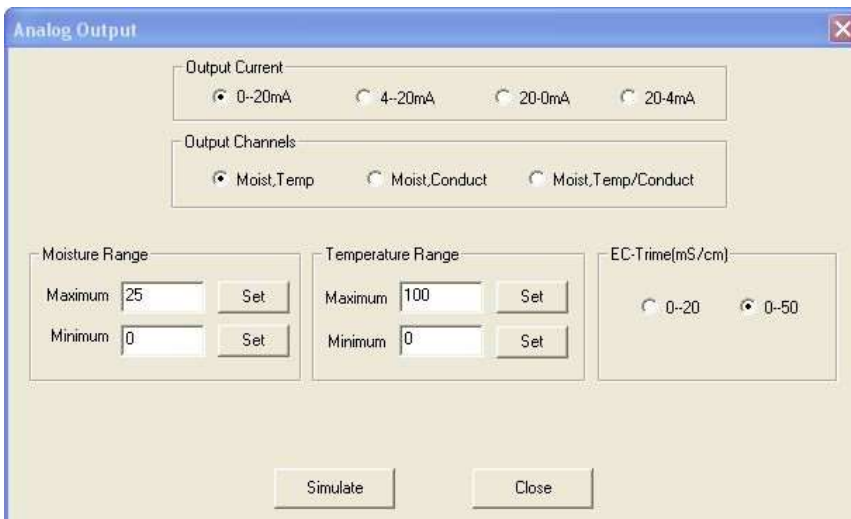 Analog Output
Output Current
0--20mA 4--20mA 20-0mA 20-4mA
Output Channels
Moist,Temp Moist,Conduct Moist,Temp/Conduct
Moisture Range Temperature Range EC-Trime(mS/cm)
Maximum 25 Set Maximum 100 Set
0--20 0--50
Minimum 0 Set Minimum 0 Set
Simulate Close